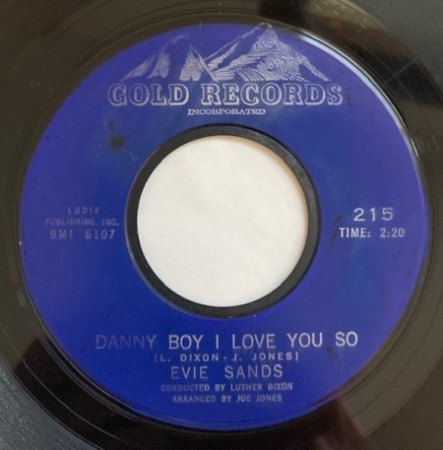 GOLD RECORDS
INCORPORATED
LUDIX
PUBLISHING, INC.
BMI 6107
215
TIME: 2:20
DANNY BOY I LOVE YOU SO
(L. DIXON - J. JONES)
EVIE SANDS
CONDUCTED BY LUTHER DIXON
ARRANGED BY JOE JONES